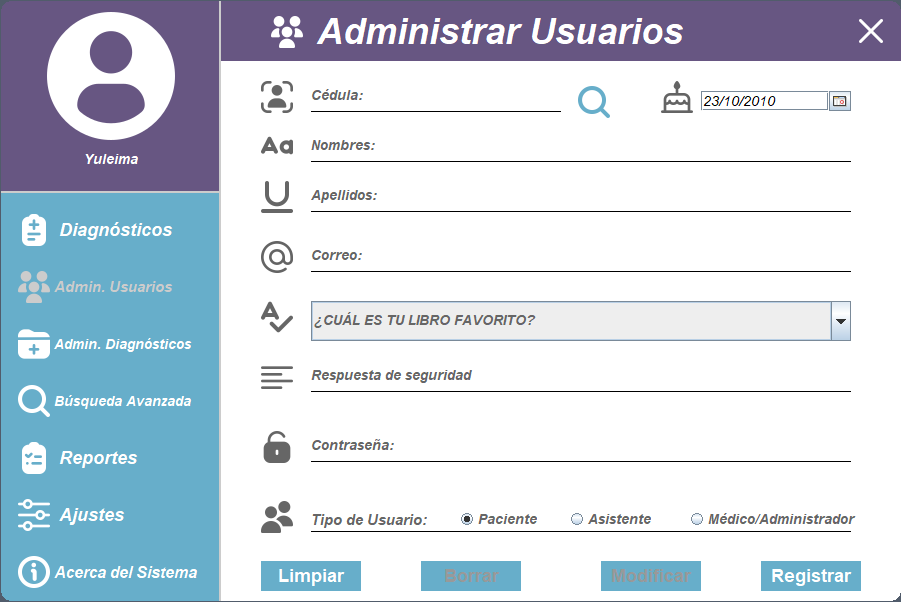 Yuleima
Diagnósticos
Admin. Usuarios
Admin. Diagnósticos
Búsqueda Avanzada
Reportes
Ajustes
Acerca del Sistema
Administrar Usuarios
Cédula:
23/10/2010
Aa Nombres:
Apellidos:
Correo:
¿CUÁL ES TU LIBRO FAVORITO?
Respuesta de seguridad
Contraseña:
Tipo de Usuario: Paciente Asistente Médico/Administrador
Limpiar Borrar Modificar Registrar